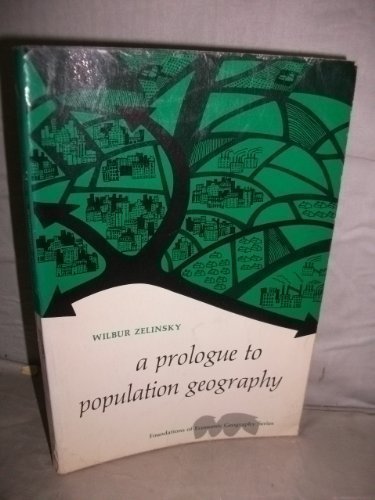 WILBUR ZELINSKY
a prologue to
population geography
Foundations of Economic Geography Series